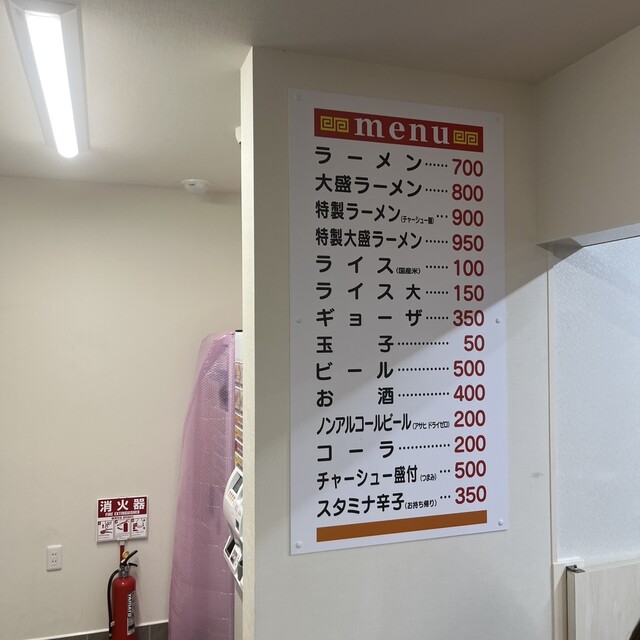 menu
ラーメン……700
大盛ラーメン……800
特製ラーメン(チャーシュー麺)…900
特製大盛ラーメン……950
ライス(国産米)……100
ライス大……150
ギョーザ……350
玉子…………50
ビール…………500
お酒…………400
ノンアルコールビール(アサヒ ドライゼロ)200
コーラ…………200
チャーシュー盛付(つまみ)…500
スタミナ辛子(お持ち帰り)…350
消火器
FIRE EXTINGUISHER
YAMATO